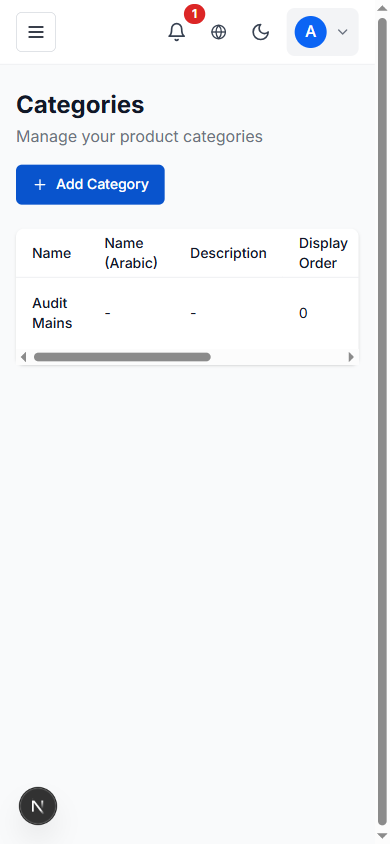 1
A
Categories
Manage your product categories
+ Add Category
Name
Name
(Arabic)
Description
Display
Order
Audit
Mains
-
-
0
N